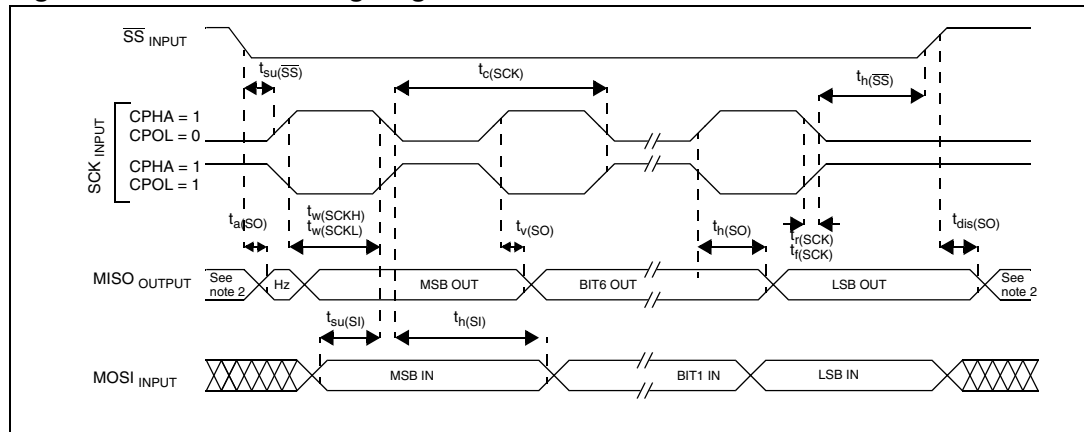 SS INPUT
tsu(SS)
tc(SCK)
th(SS)
SCK INPUT
CPHA = 1
CPOL = 0
CPHA = 1
CPOL = 1
ta(SO)
tw(SCKH)
tw(SCKL)
tv(SO)
th(SO)
tr(SCK)
tf(SCK)
tdis(SO)
MISO OUTPUT
See
note 2
Hz
MSB OUT
BIT6 OUT
LSB OUT
See
note 2
tsu(SI)
th(SI)
MOSI INPUT
MSB IN
BIT1 IN
LSB IN